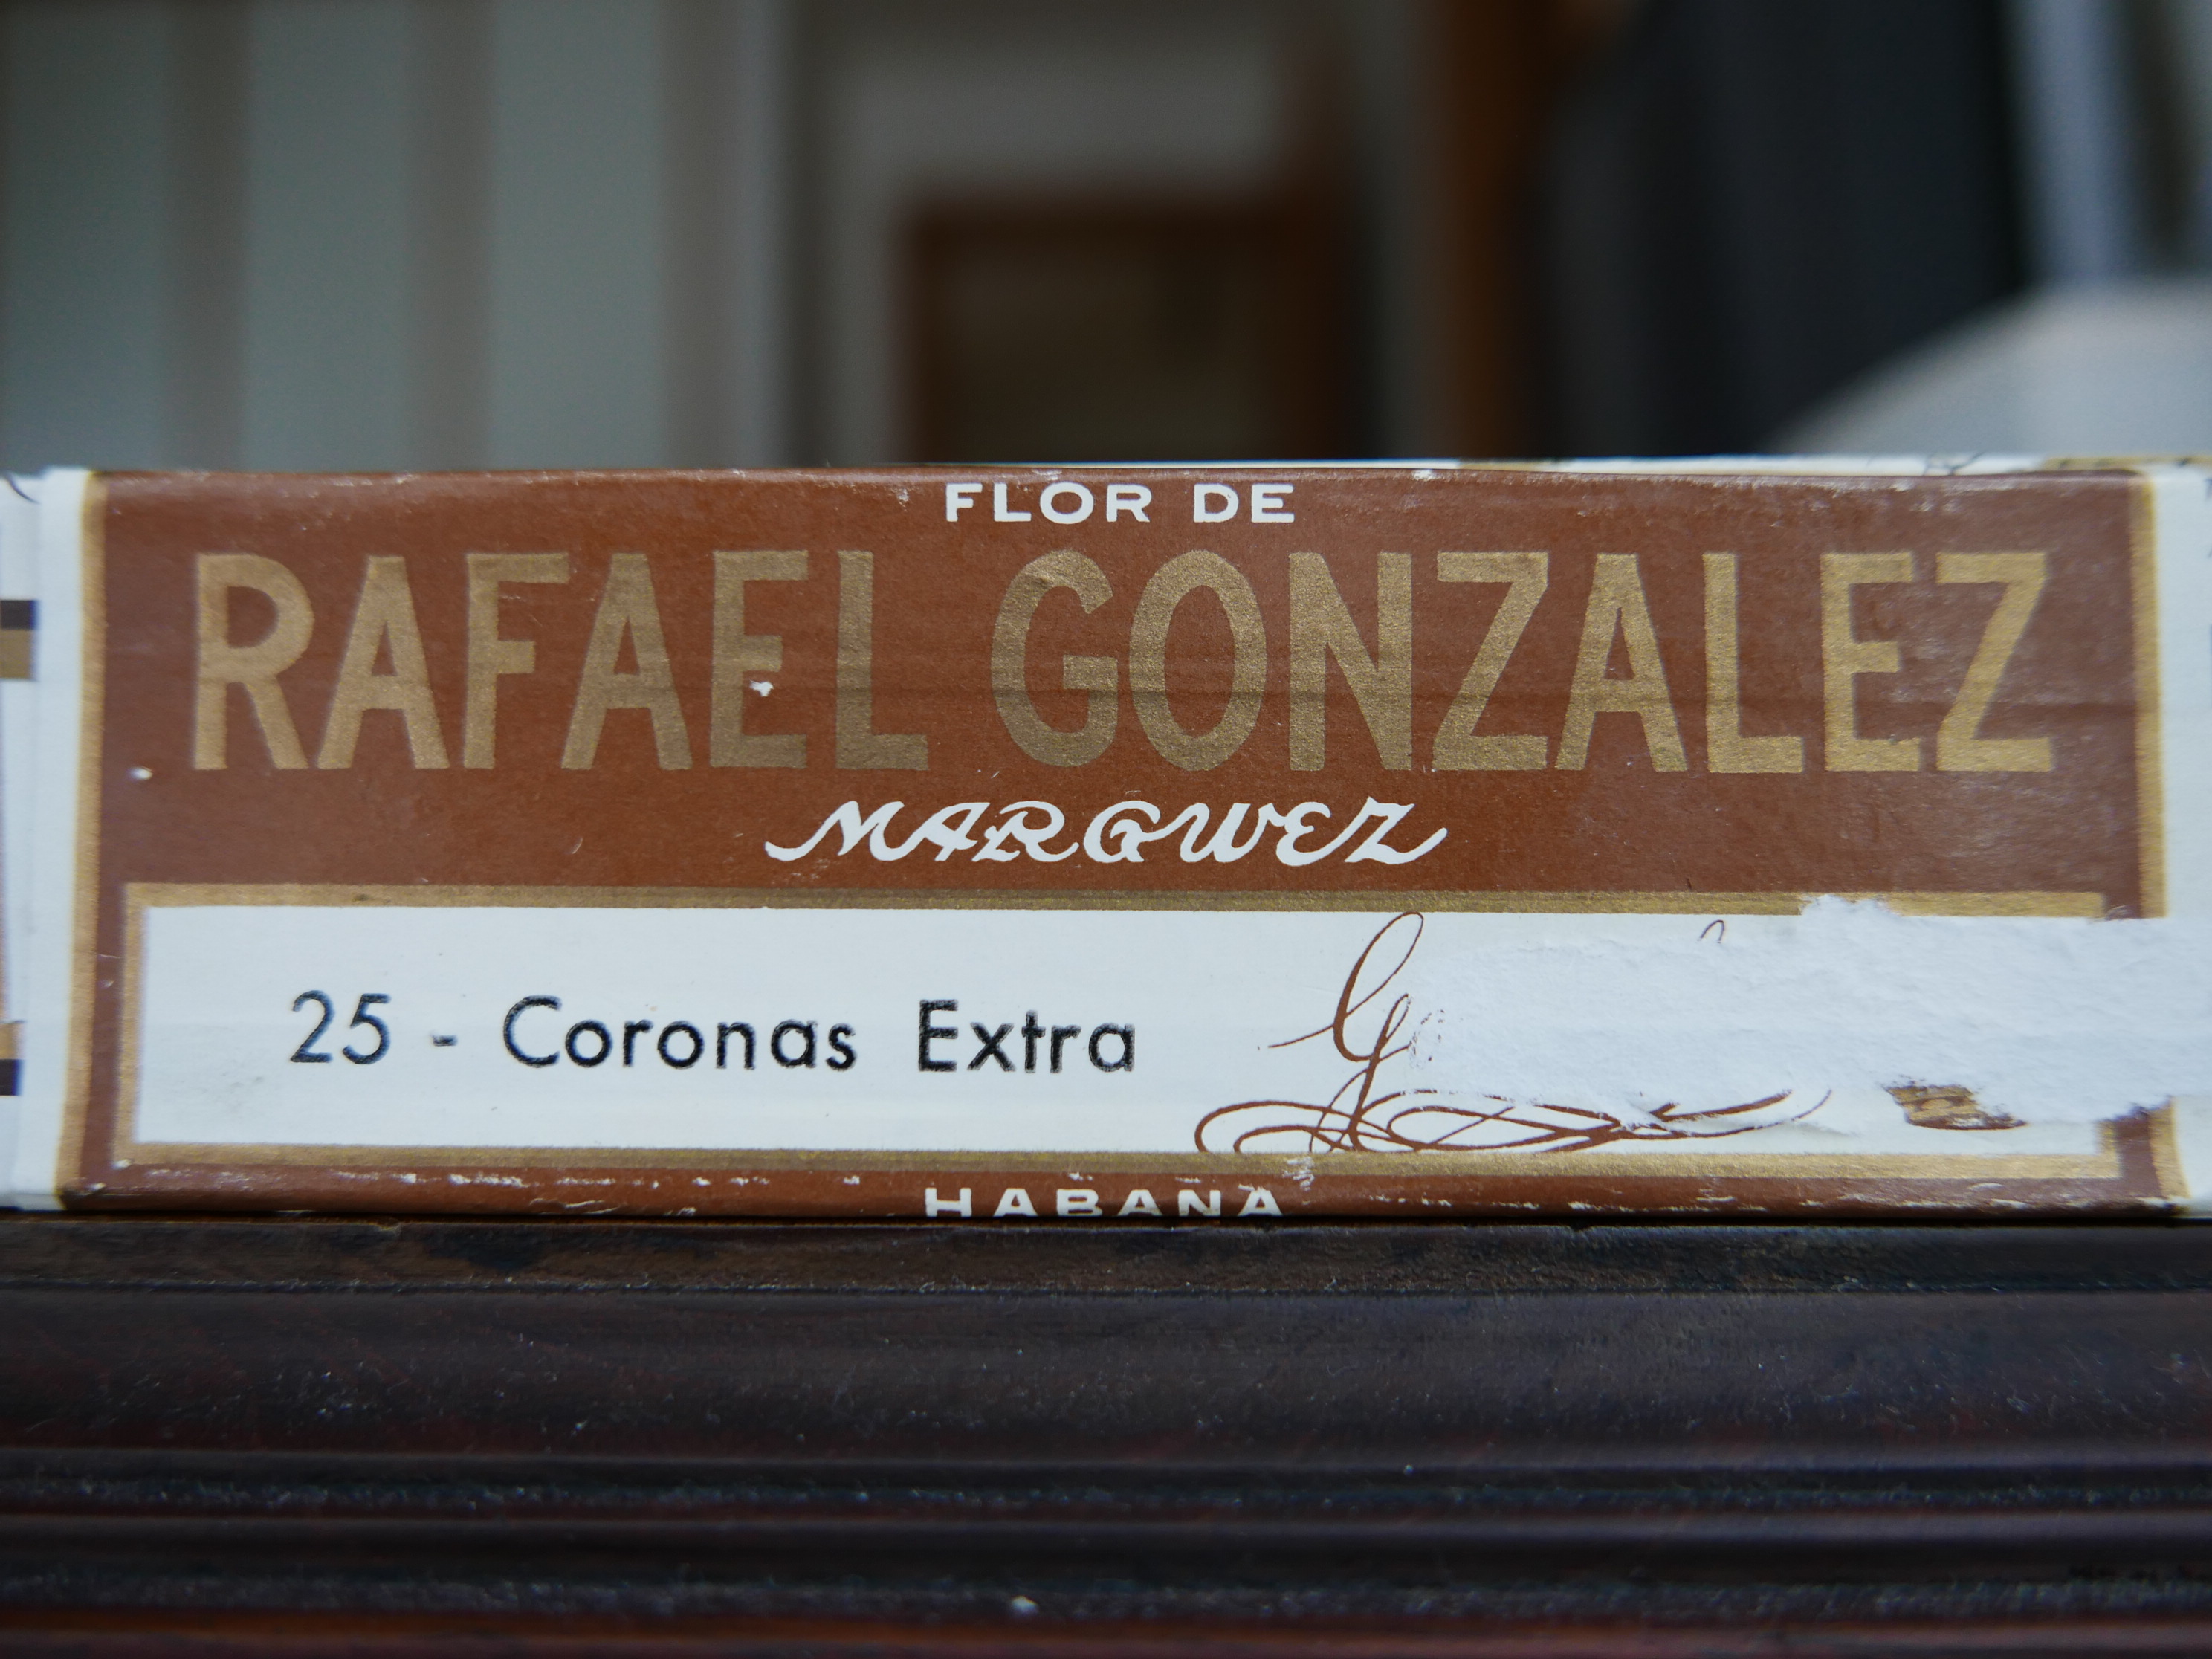 FLOR DE
RAFAEL GONZALEZ
MARQUEZ
25 - Coronas Extra
HABANA